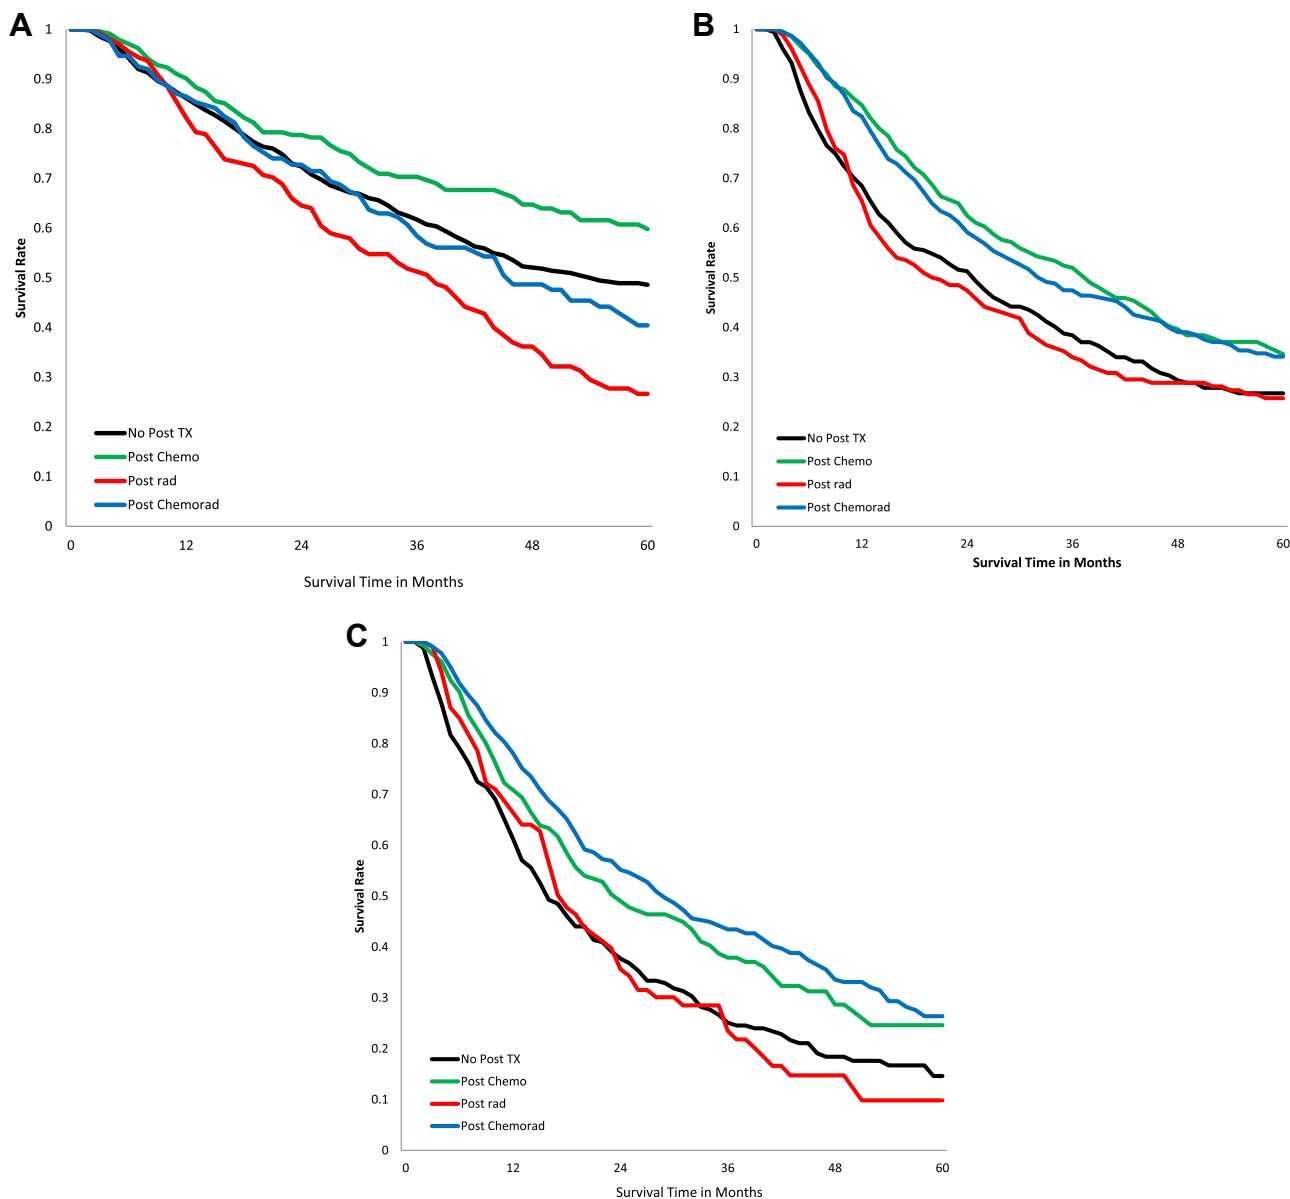 A
1
0.9
0.8
0.7
0.6
0.5
0.4
0.3
0.2
0.1
0
Survival Rate
No Post TX
Post Chemo
Post rad
Post Chemorad
0 12 24 36 48 60
Survival Time in Months
B
1
0.9
0.8
0.7
0.6
0.5
0.4
0.3
0.2
0.1
0
Survival Rate
No Post TX
Post Chemo
Post rad
Post Chemorad
0 12 24 36 48 60
Survival Time in Months
C
1
0.9
0.8
0.7
0.6
0.5
0.4
0.3
0.2
0.1
0
Survival Rate
No Post TX
Post Chemo
Post rad
Post Chemorad
0 12 24 36 48 60
Survival Time in Months